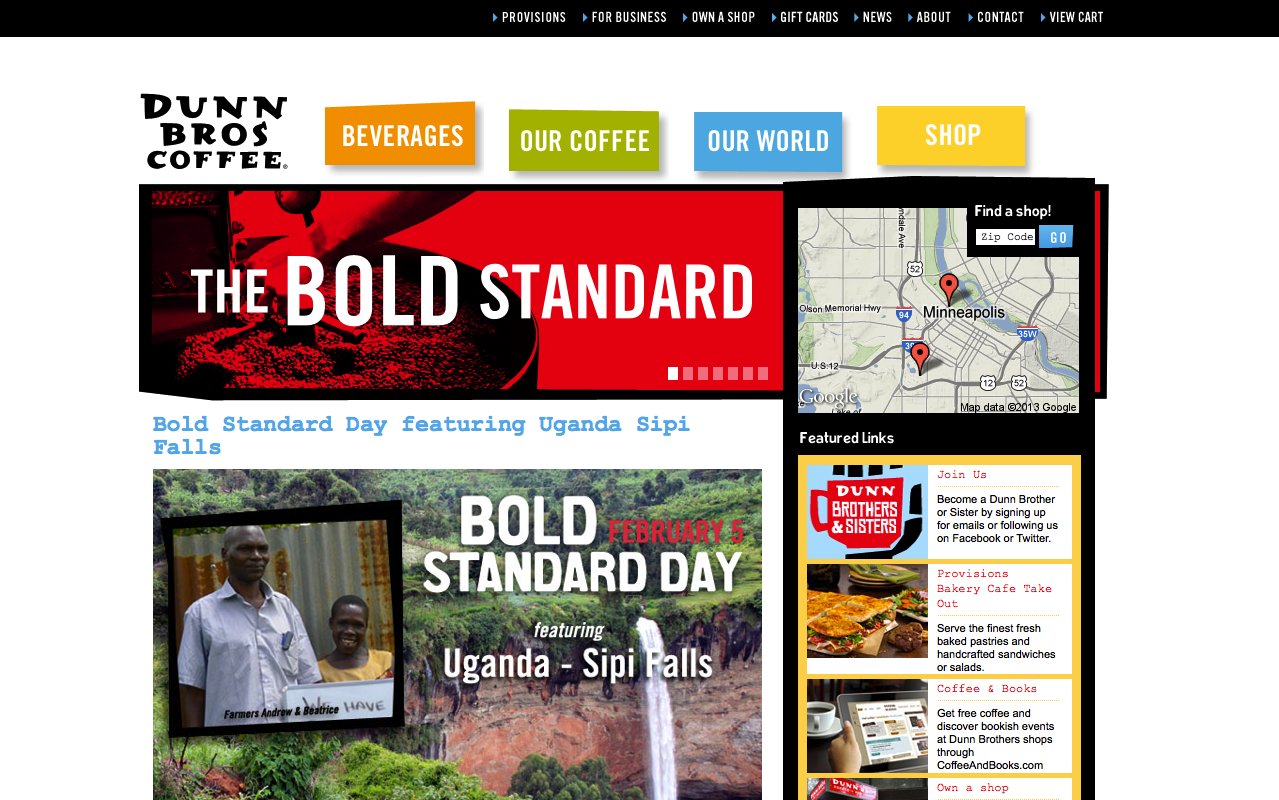 PROVISIONS FOR BUSINESS OWN A SHOP GIFT CARDS NEWS ABOUT CONTACT VIEW CART
DUNN
BROS
COFFEE®
BEVERAGES OUR COFFEE OUR WORLD SHOP
THE BOLD STANDARD
Find a shop!
Zip Code GO
52
Olson Memorial Hwy
94
Minneapolis
35W
U.S.12
12 52
Google
Map data ©2013 Google
Bold Standard Day featuring Uganda Sipi
Falls
BOLD FEBRUARY 5
STANDARD DAY
featuring
Uganda - Sipi Falls
HAVE
Farmers Andrew & Beatrice
Featured Links
DUNN
BROTHERS
& SISTERS
Join Us
Become a Dunn Brother
or Sister by signing up
for emails or following us
on Facebook or Twitter.
Provisions
Bakery Cafe Take
Out
Serve the finest fresh
baked pastries and
handcrafted sandwiches
or salads.
Coffee & Books
Get free coffee and
discover bookish events
at Dunn Brothers shops
through
CoffeeAndBooks.com
Own a shop